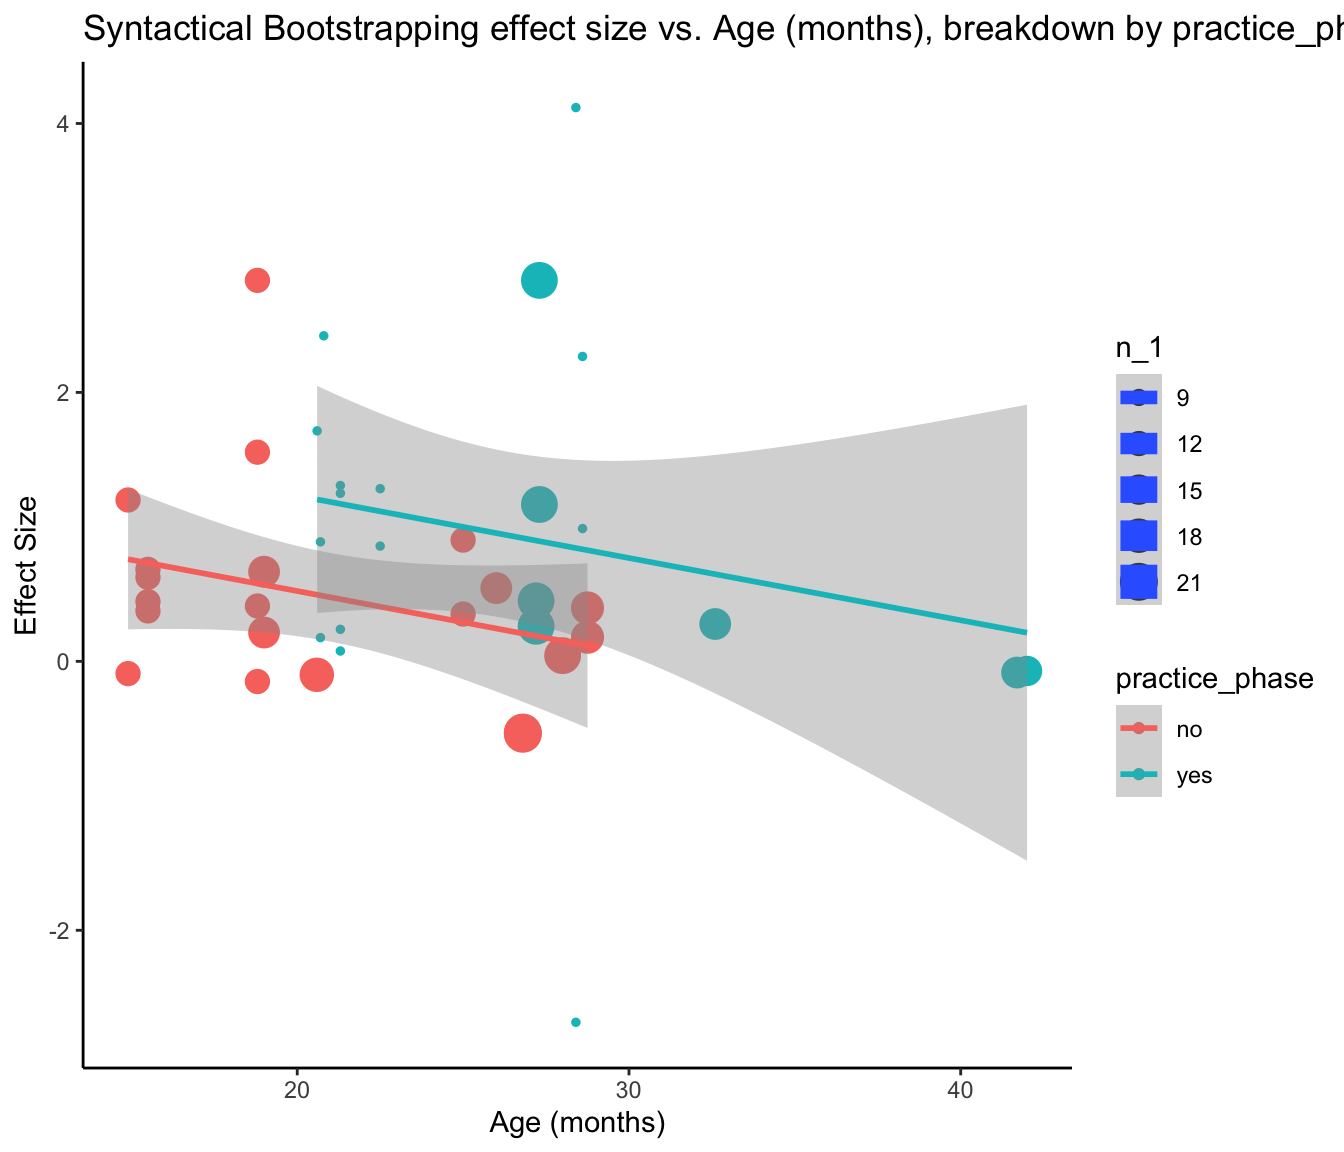 Syntactical Bootstrapping effect size vs. Age (months), breakdown by practice_ph
4
2
0
-2
Effect Size
20
30
40
Age (months)
n_1
9
12
15
18
21
practice_phase
no
yes